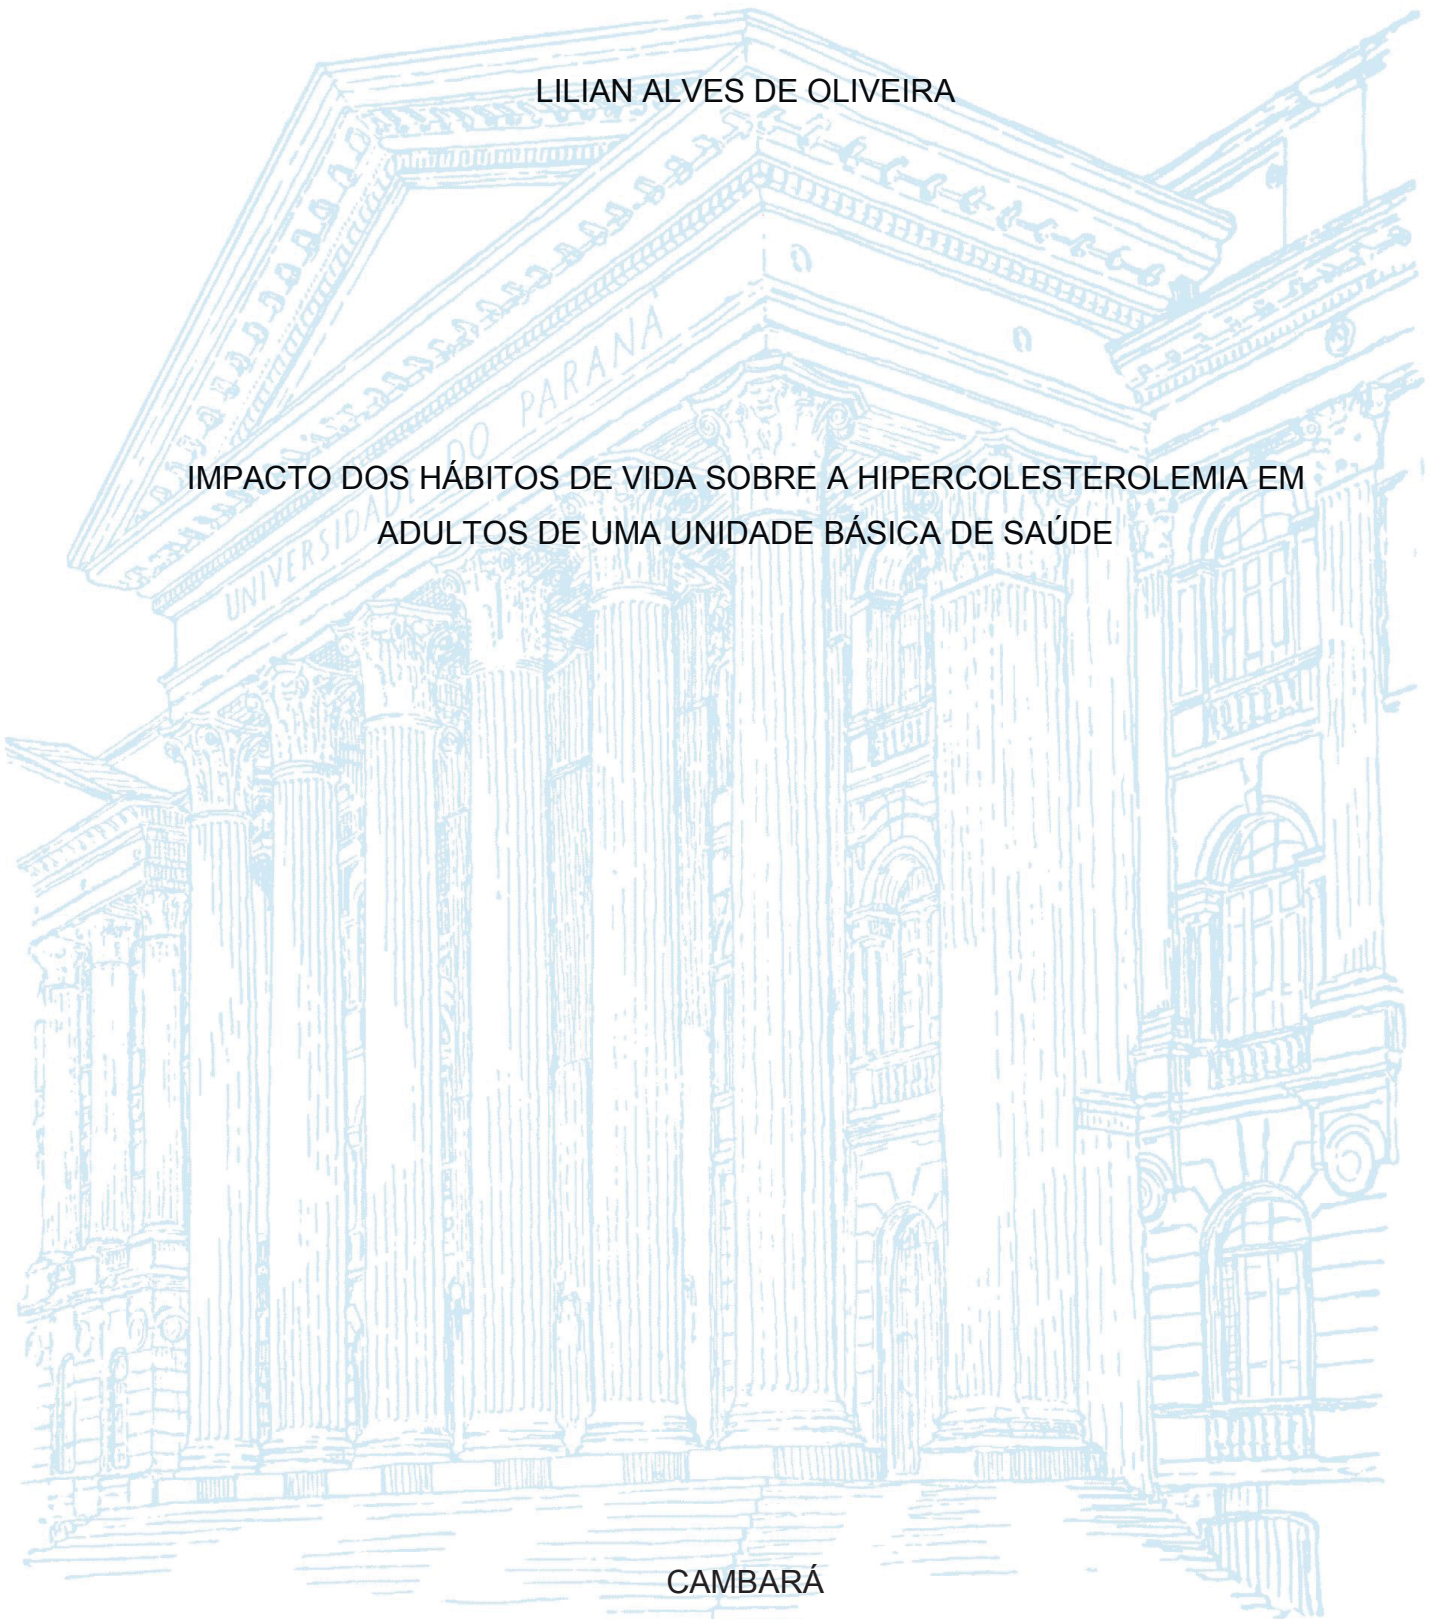 LILIAN ALVES DE OLIVEIRA
UNIVERSIDADE FEDERAL DO PARANÁ
IMPACTO DOS HÁBITOS DE VIDA SOBRE A HIPERCOLESTEROLEMIA EM
ADULTOS DE UMA UNIDADE BÁSICA DE SAÚDE
CAMBARÁ